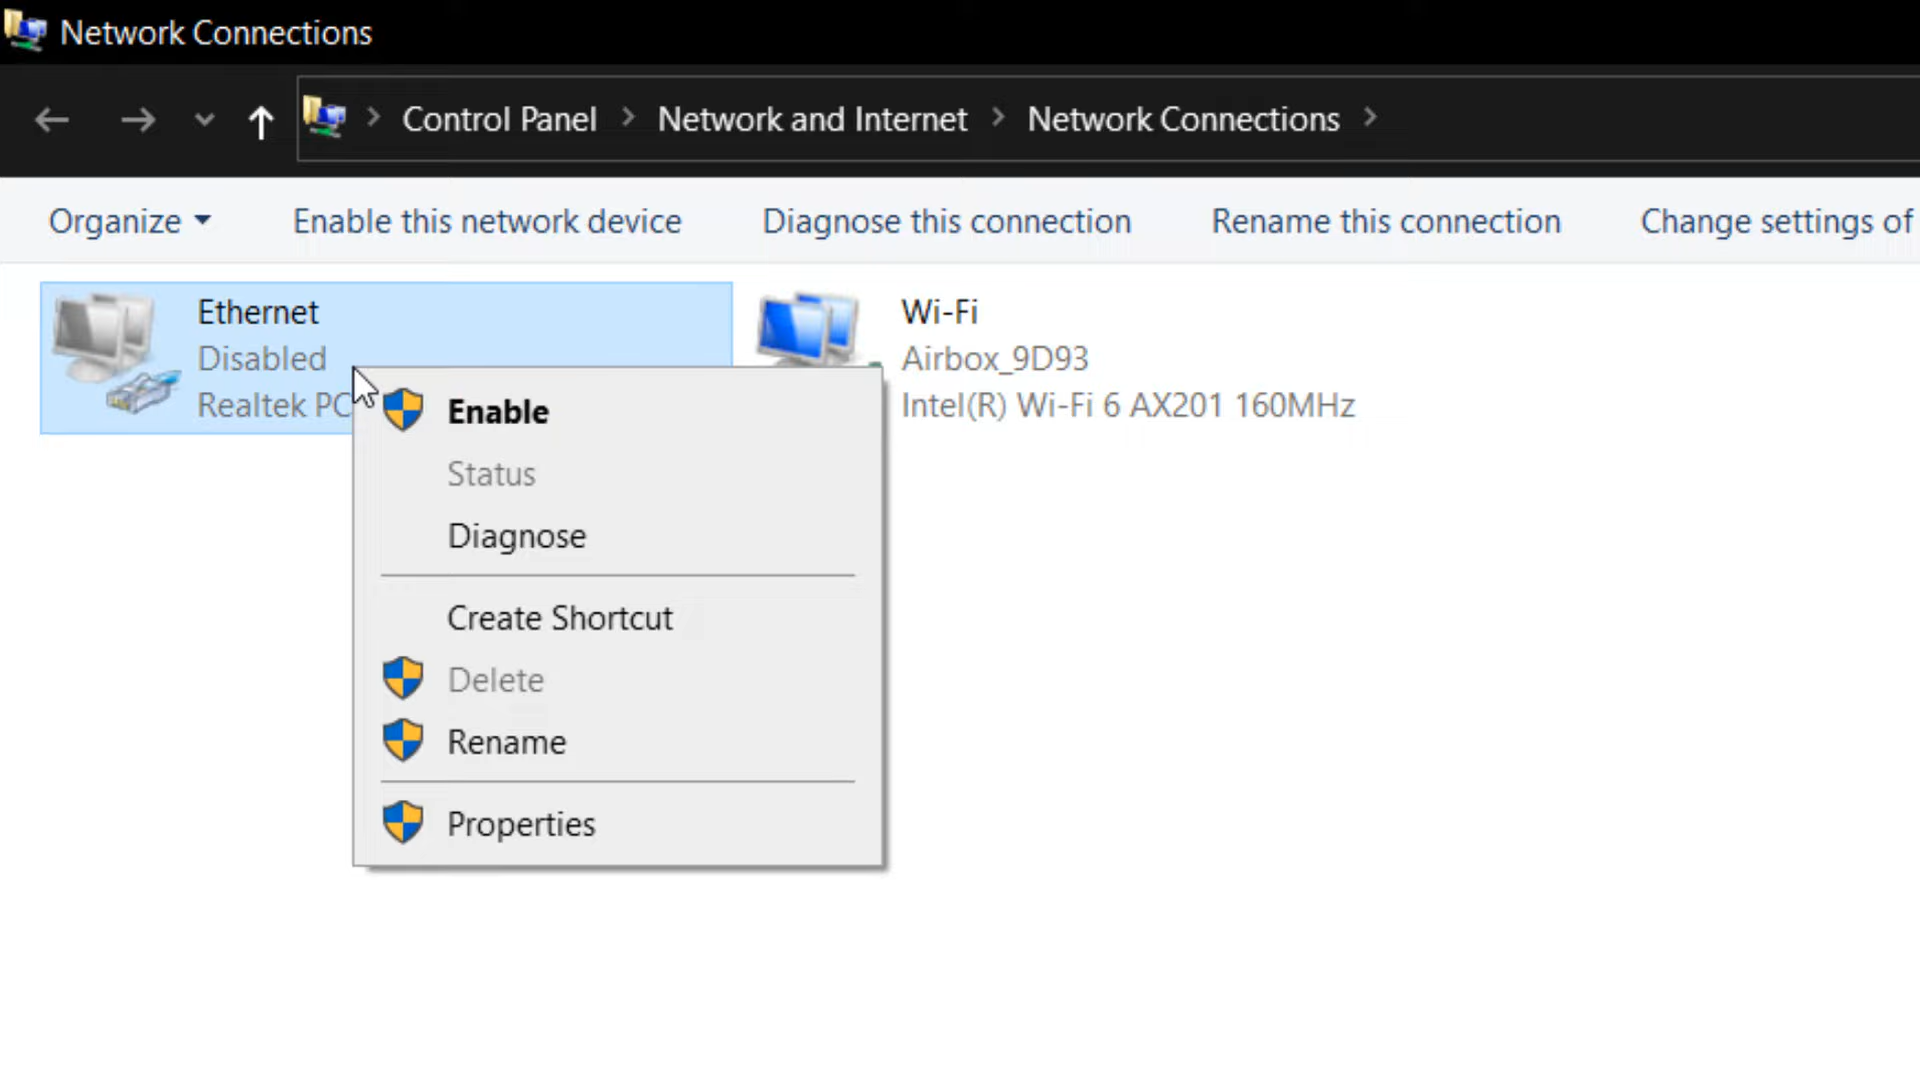 Network Connections
Control Panel > Network and Internet > Network Connections >
Organize Enable this network device Diagnose this connection Rename this connection Change settings of
Ethernet
Disabled
Realtek PC
Wi-Fi
Airbox_9D93
Intel(R) Wi-Fi 6 AX201 160MHz
Enable
Status
Diagnose
Create Shortcut
Delete
Rename
Properties